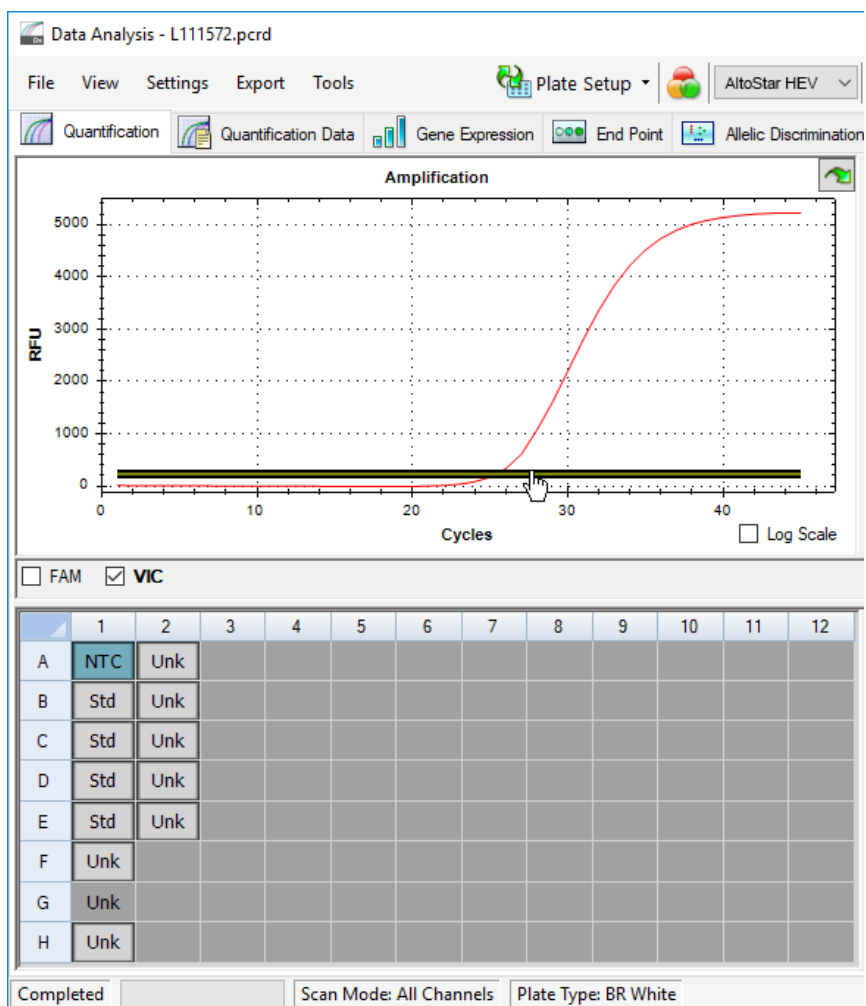 Data Analysis - L111572.pcrd
File View Settings Export Tools Plate Setup AltoStar HEV
Quantification Quantification Data Gene Expression End Point Allelic Discrimination
Amplification
5000
4000
3000
2000
1000
0
RFU
0 10 20 30 40
Cycles
Log Scale
FAM VIC
1 2 3 4 5 6 7 8 9 10 11 12
A NTC Unk
B Std Unk
C Std Unk
D Std Unk
E Std Unk
F Unk
G Unk
H Unk
Completed Scan Mode: All Channels Plate Type: BR White